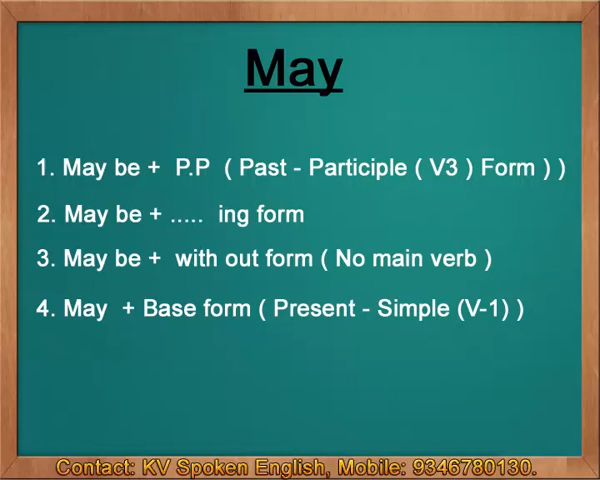 May
1. May be + P.P ( Past - Participle ( V3 ) Form ) )
2. May be + ..... ing form
3. May be + with out form ( No main verb )
4. May + Base form ( Present - Simple (V-1) )
Contact: KV Spoken English, Mobile: 9346780130.